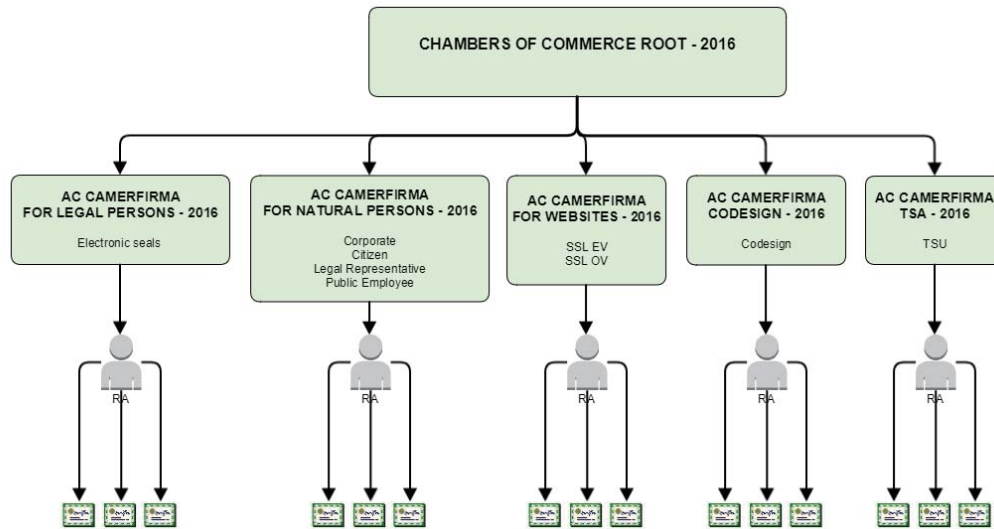 CHAMBERS OF COMMERCE ROOT - 2016
AC CAMERFIRMA
FOR LEGAL PERSONS - 2016
Electronic seals
AC CAMERFIRMA
FOR NATURAL PERSONS - 2016
Corporate
Citizen
Legal Representative
Public Employee
AC CAMERFIRMA
FOR WEBSITES - 2016
SSL EV
SSL OV
AC CAMERFIRMA
CODESIGN - 2016
Codesign
AC CAMERFIRMA
TSA - 2016
TSU
RA
RA
RA
RA
RA